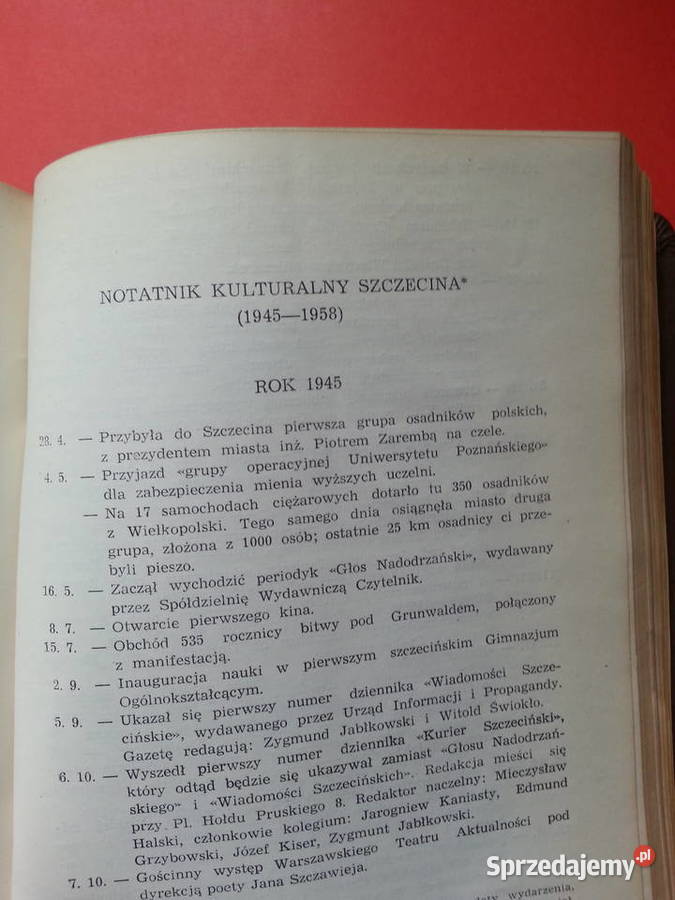 NOTATNIK KULTURALNY SZCZECINA*
(1945—1958)
ROK 1945
28. 4. — Przybyła do Szczecina pierwsza grupa osadników polskich,
z prezydentem miasta inż. Piotrem Zarembą na czele.
4. 5. — Przyjazd «grupy operacyjnej Uniwersytetu Poznańskiego»
dla zabezpieczenia mienia wyższych uczelni.
— Na 17 samochodach ciężarowych dotarło tu 350 osadników
z Wielkopolski. Tego samego dnia osiągnęła miasto druga
grupa, złożona z 1000 osób; ostatnie 25 km osadnicy ci prze-
byli pieszo.
16. 5. — Zaczął wychodzić periodyk «Głos Nadodrzański», wydawany
przez Spółdzielnię Wydawniczą Czytelnik.
8. 7. — Otwarcie pierwszego kina.
15. 7. — Obchód 535 rocznicy bitwy pod Grunwaldem, połączony
z manifestacją.
2. 9. — Inauguracja nauki w pierwszym szczecińskim Gimnazjum
Ogólnokształcącym.
5. 9. — Ukazał się pierwszy numer dziennika «Wiadomości Szcze-
cińskie», wydawanego przez Urząd Informacji i Propagandy.
Gazetę redagują: Zygmunt Jabłkowski i Witold Świokło.
6. 10. — Wyszedł pierwszy numer dziennika «Kurier Szczeciński»,
który odtąd będzie się ukazywał zamiast «Głosu Nadodrzań-
skiego» i «Wiadomości Szczecińskich». Redakcja mieści się
przy Pl. Hołdu Pruskiego 8. Redaktor naczelny: Mieczysław
Halski, członkowie kolegium: Jarogniew Kaniasty, Edmund
Grzybowski, Józef Kiser, Zygmunt Jabłkowski.
7. 10. — Gościnny występ Warszawskiego Teatru Aktualności pod
dyrekcją poety Jana Szczawieja.
wydarzenia,
Sprzedajemy.pl